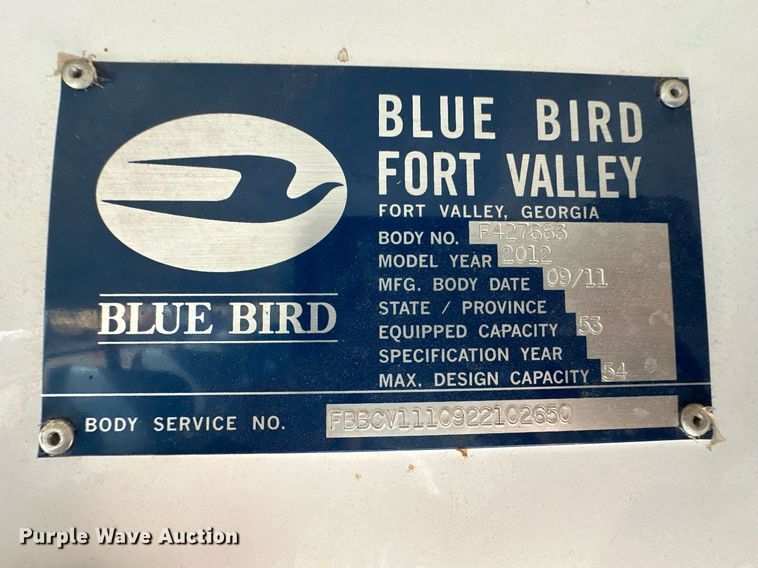 BLUE BIRD
BLUE BIRD
FORT VALLEY
FORT VALLEY, GEORGIA
BODY NO. F427683
MODEL YEAR 2012
MFG. BODY DATE 09/11
STATE / PROVINCE
EQUIPPED CAPACITY 53
SPECIFICATION YEAR
MAX. DESIGN CAPACITY 54
BODY SERVICE NO. FBBCV1110922102650
Purple Wave Auction